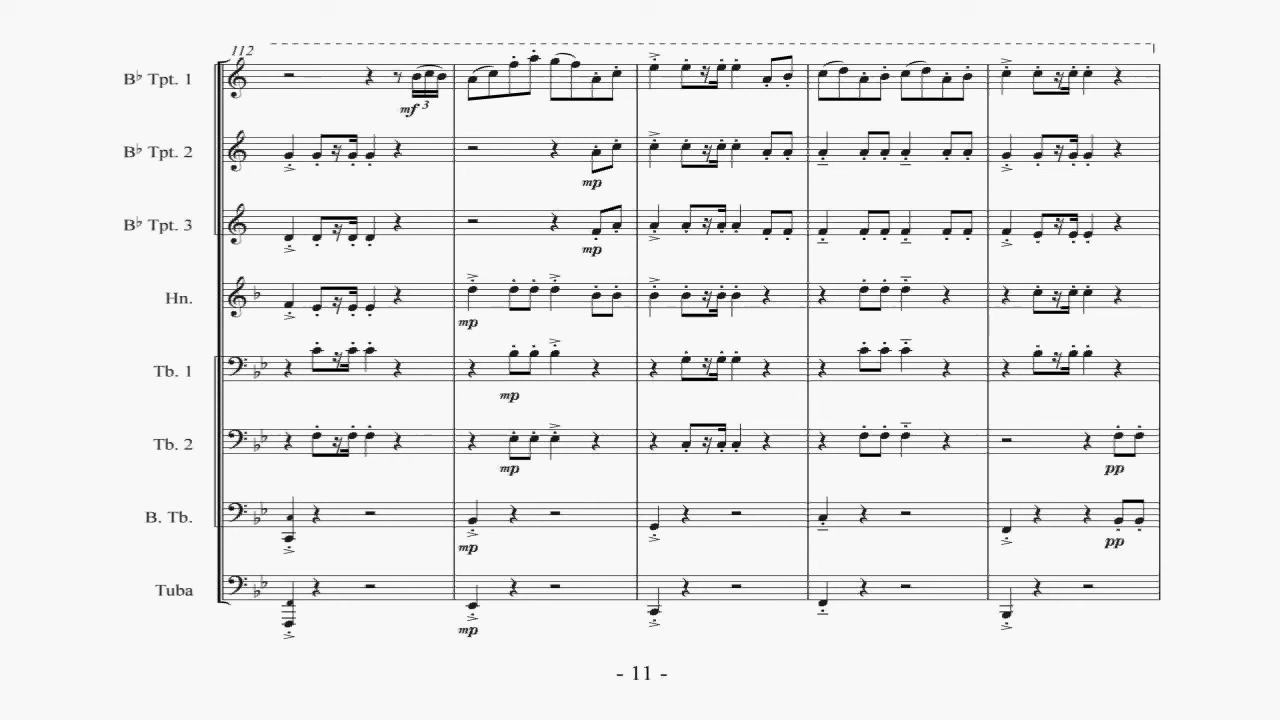 112
B♭ Tpt. 1
mf 3
B♭ Tpt. 2
mp
B♭ Tpt. 3
mp
Hn.
mp
Tb. 1
mp
Tb. 2
mp
pp
B. Tb.
mp
pp
Tuba
mp
- 11 -